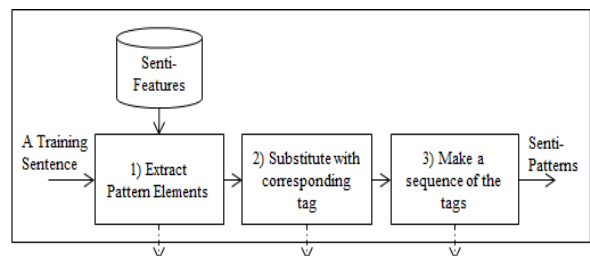 Senti-
Features
A Training
Sentence
1) Extract
Pattern Elements
2) Substitute with
corresponding
tag
3) Make a
sequence of the
tags
Senti-
Patterns